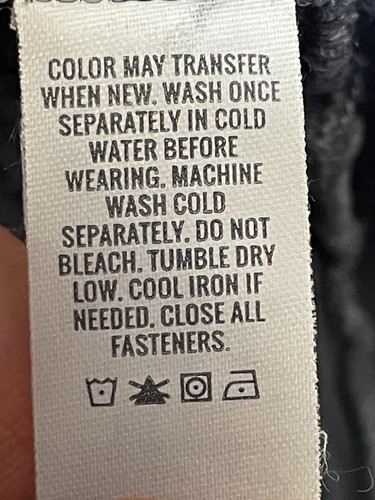 COLOR MAY TRANSFER
WHEN NEW. WASH ONCE
SEPARATELY IN COLD
WATER BEFORE
WEARING. MACHINE
WASH COLD
SEPARATELY. DO NOT
BLEACH. TUMBLE DRY
LOW. COOL IRON IF
NEEDED. CLOSE ALL
FASTENERS.